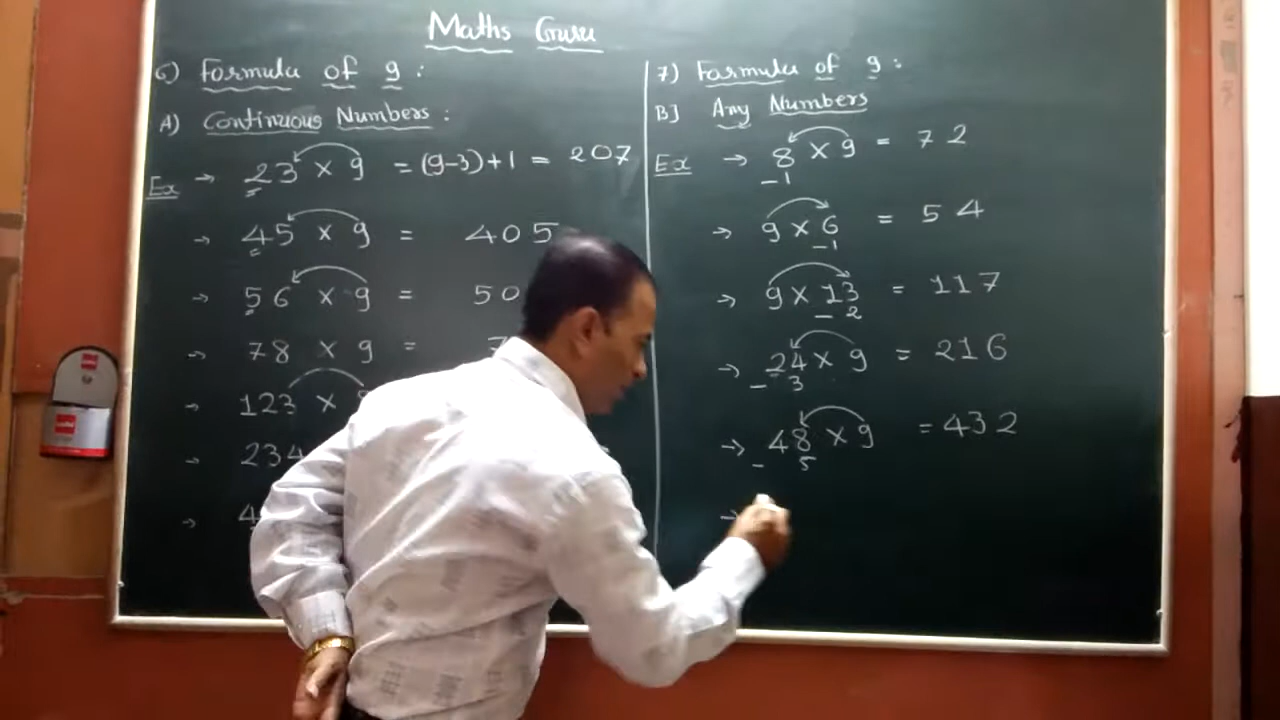 Maths Guru
6) Formula of 9 :
A) Continuous Numbers :
Ex → 23 × 9 = (9-3)+1 = 207
→ 45 × 9 = 405
→ 56 × 9 = 50
→ 78 × 9 = 7
→ 123 ×
→ 234
→ 4
7) Formula of 9 :
B] Any Numbers
Ex → 8 × 9 = 72
-1
→ 9 × 6 = 54
-1
→ 9 × 13 = 117
- 2
→ 24 × 9 = 216
- 3
→ 48 × 9 = 432
- 5
→